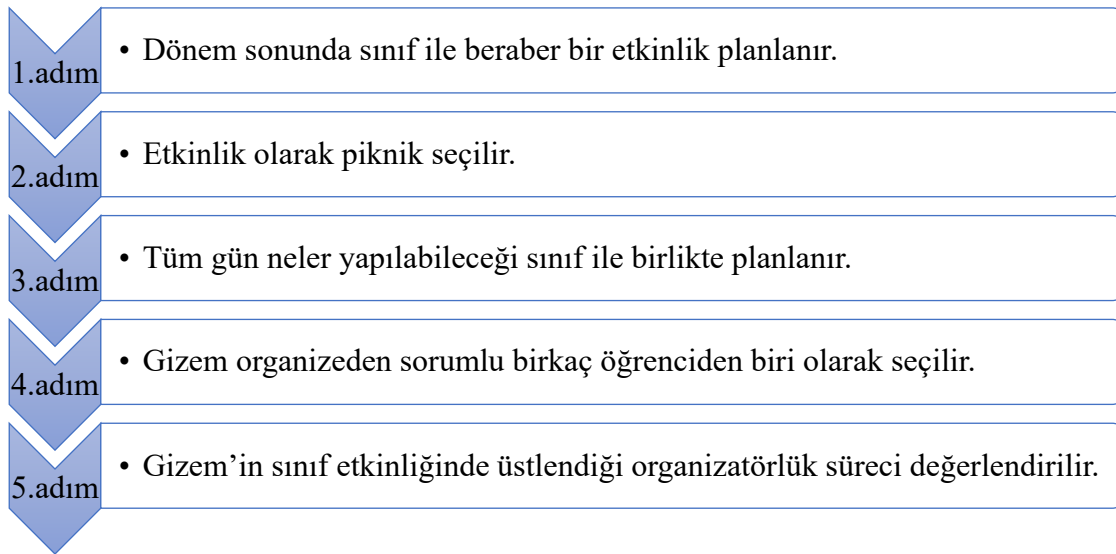 1.adım
• Dönem sonunda sınıf ile beraber bir etkinlik planlanır.
2.adım
• Etkinlik olarak piknik seçilir.
3.adım
• Tüm gün neler yapılabileceği sınıf ile birlikte planlanır.
4.adım
• Gizem organizeden sorumlu birkaç öğrenciden biri olarak seçilir.
5.adım
• Gizem’in sınıf etkinliğinde üstlendiği organizatörlük süreci değerlendirilir.